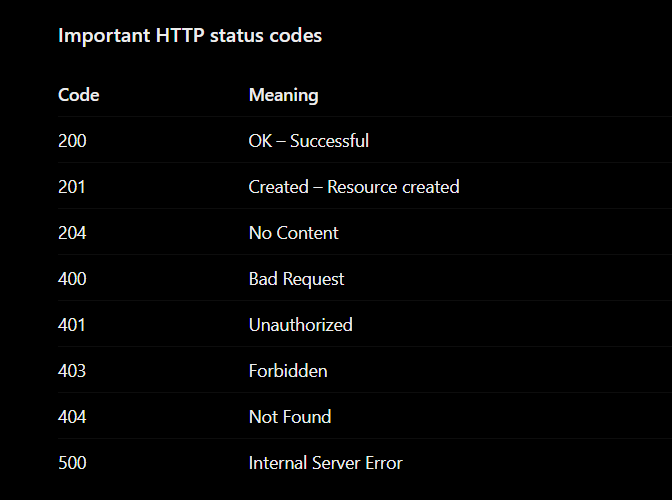 Important HTTP status codes
Code Meaning
200 OK – Successful
201 Created – Resource created
204 No Content
400 Bad Request
401 Unauthorized
403 Forbidden
404 Not Found
500 Internal Server Error